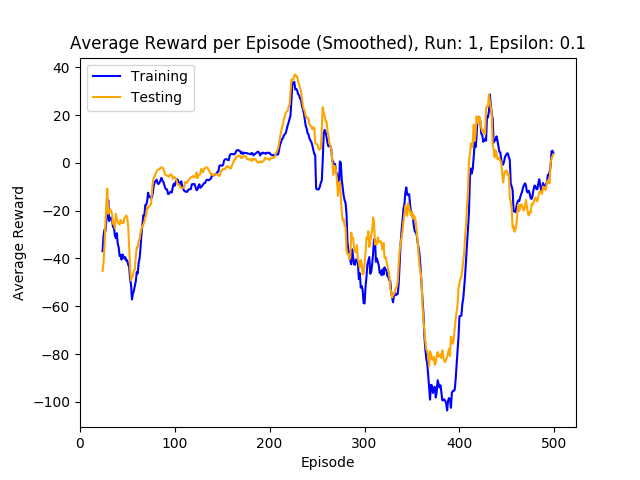 Average Reward per Episode (Smoothed), Run: 1, Epsilon: 0.1
Training
Testing
40
20
0
−20
−40
−60
−80
−100
Average Reward
0
100
200
300
400
500
Episode